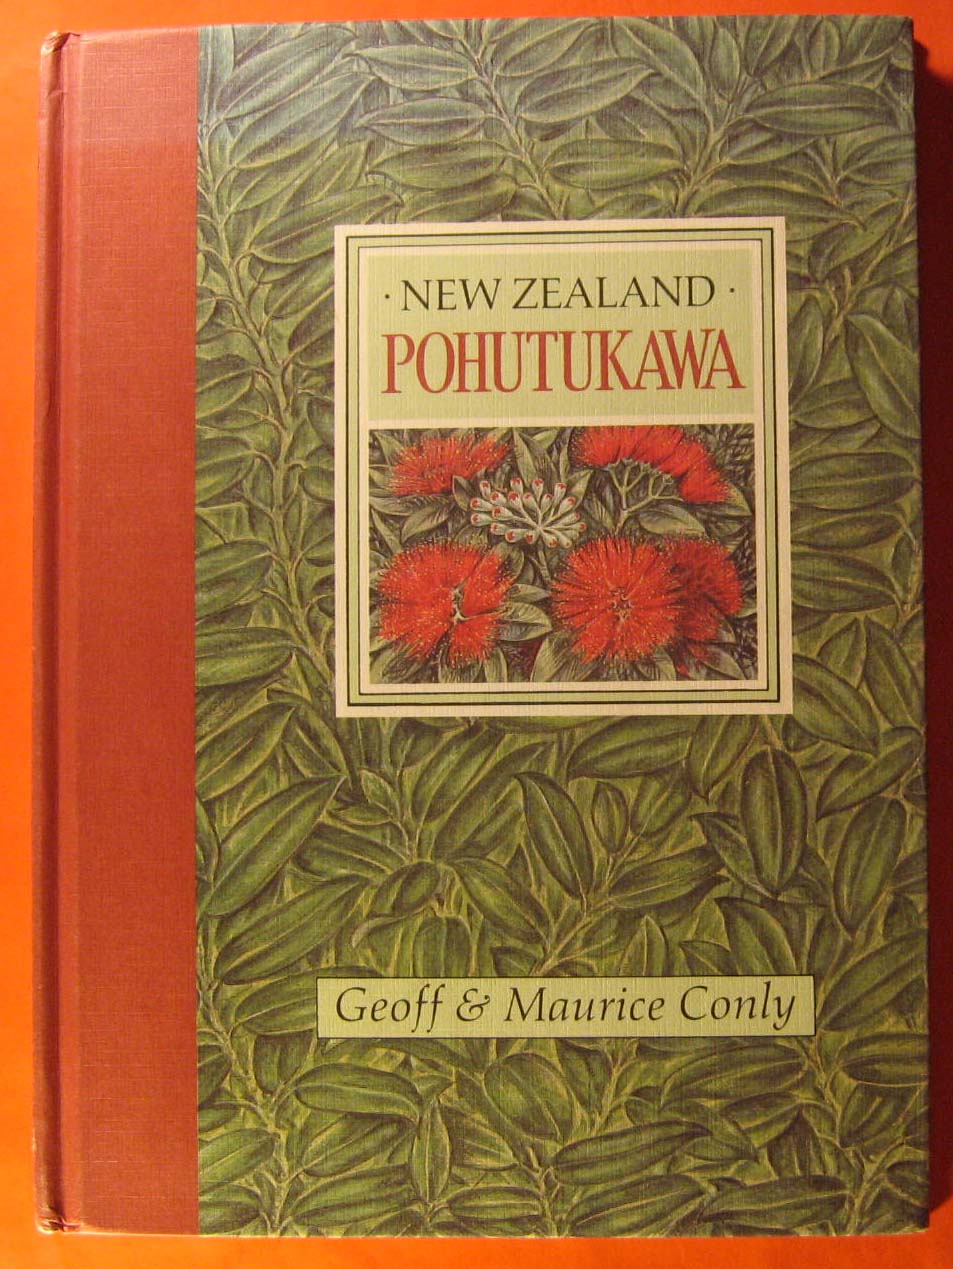 · NEW ZEALAND ·
POHUTUKAWA
Geoff & Maurice Conly